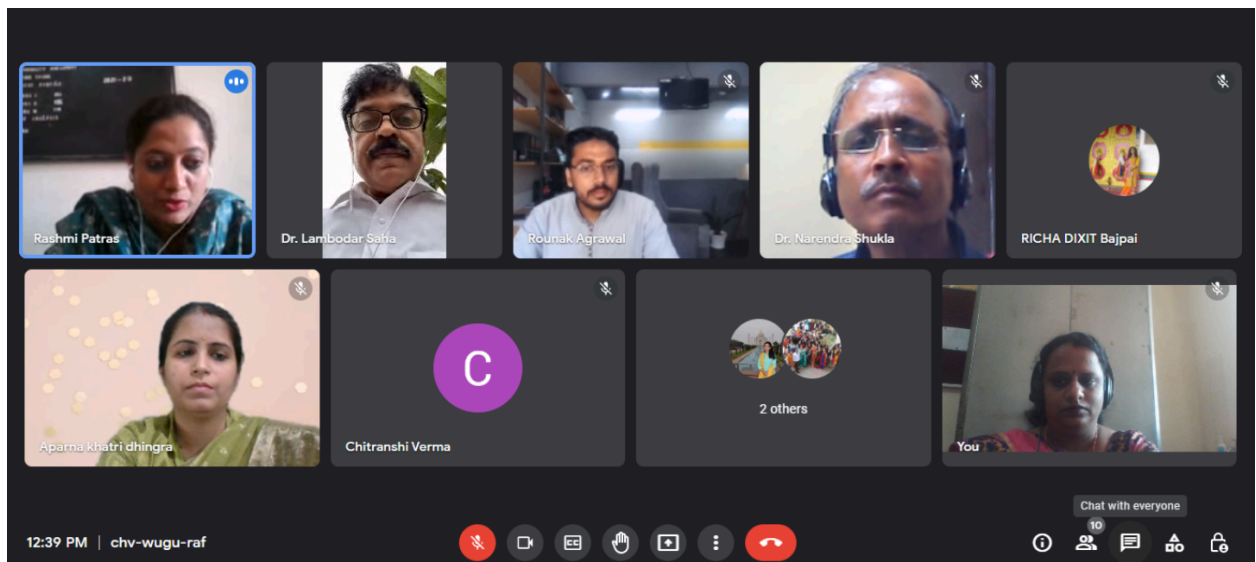 Rashmi Patras
Dr. Lambodar Saha
Rounak Agrawal
Dr. Narendra Shukla
RICHA DIXIT Bajpai
Aparna khatri dhingra
C
Chitranshi Verma
2 others
You
Chat with everyone
10
12:39 PM | chv-wugu-raf
CC